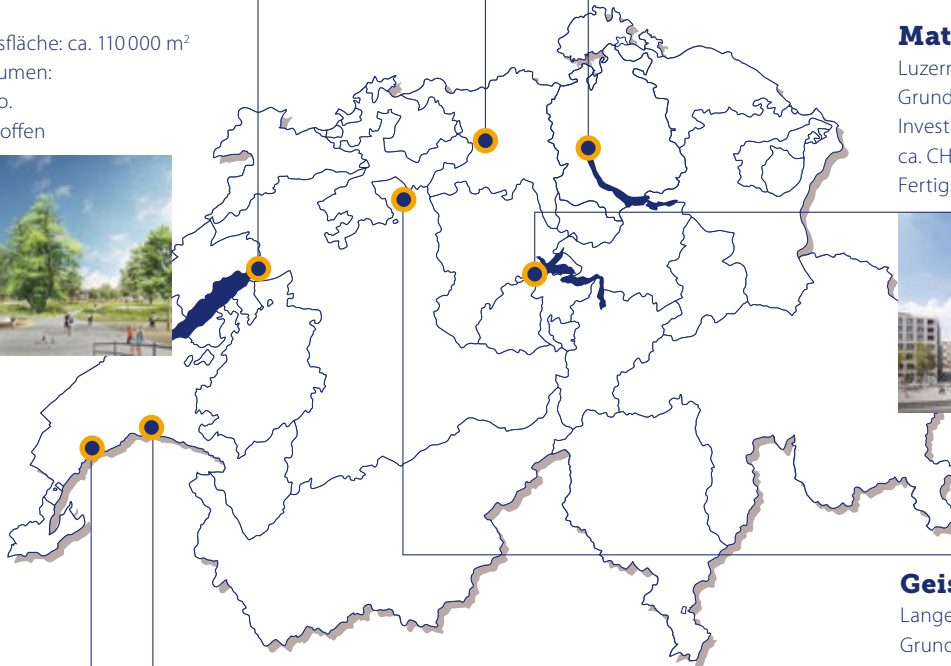 sfläche: ca. 110 000 m²
umen:
o.
offen
Mat
Luzern
Grund
Invest
ca. CH
Fertig
Geis
Lange
Grund